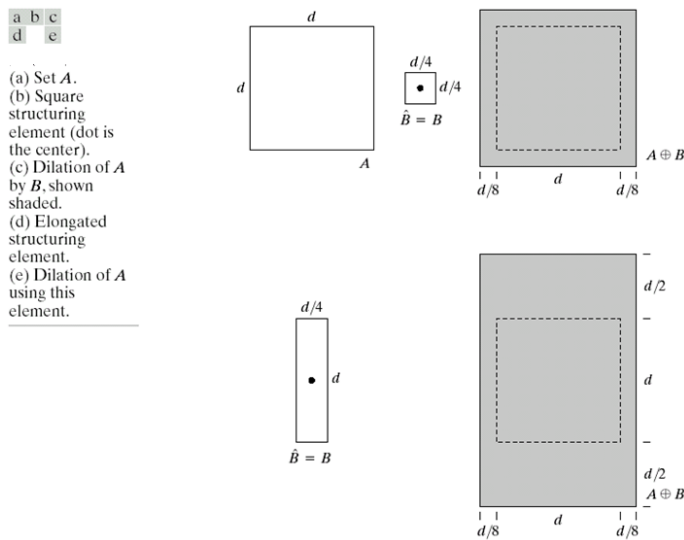 a b c
d e
(a) Set A.
(b) Square
structuring
element (dot is
the center).
(c) Dilation of A
by B, shown
shaded.
(d) Elongated
structuring
element.
(e) Dilation of A
using this
element.
d
d
A
d/4
d/4
B̂ = B
A ⊕ B
d/8
d
d/8
d/4
d
B̂ = B
d/2
d
d/2
A ⊕ B
d/8
d
d/8